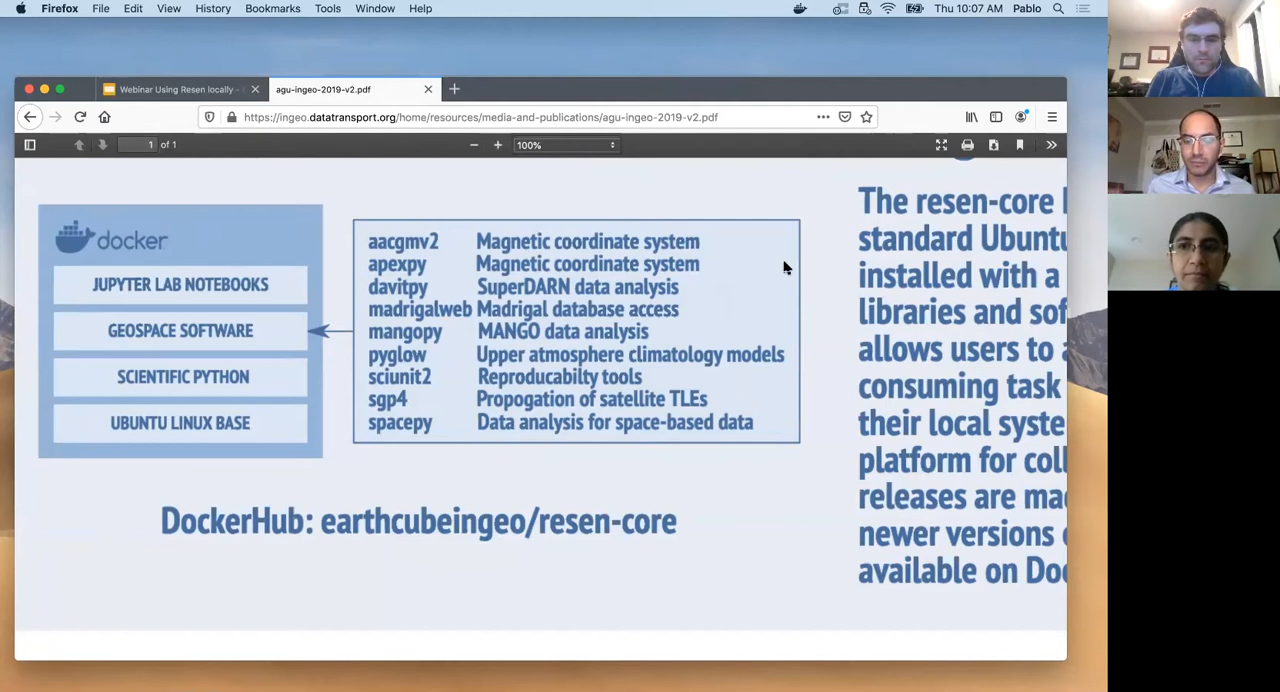 Firefox File Edit View History Bookmarks Tools Window Help Thu 10:07 AM Pablo
Webinar Using Resen locally -
agu-ingeo-2019-v2.pdf
https://ingeo.datatransport.org/home/resources/media-and-publications/agu-ingeo-2019-v2.pdf
1 of 1
100%
docker
JUPYTER LAB NOTEBOOKS
GEOSPACE SOFTWARE
SCIENTIFIC PYTHON
UBUNTU LINUX BASE
aacgmv2 Magnetic coordinate system
apexpy Magnetic coordinate system
davitpy SuperDARN data analysis
madrigalweb Madrigal database access
mangopy MANGO data analysis
pyglow Upper atmosphere climatology models
sciunit2 Reproducabilty tools
sgp4 Propogation of satellite TLEs
spacepy Data analysis for space-based data
DockerHub: earthcubeingeo/resen-core
The resen-core
standard Ubuntu
installed with a
libraries and
allows users to
consuming task
their local
platform for
releases are
newer versions
available on